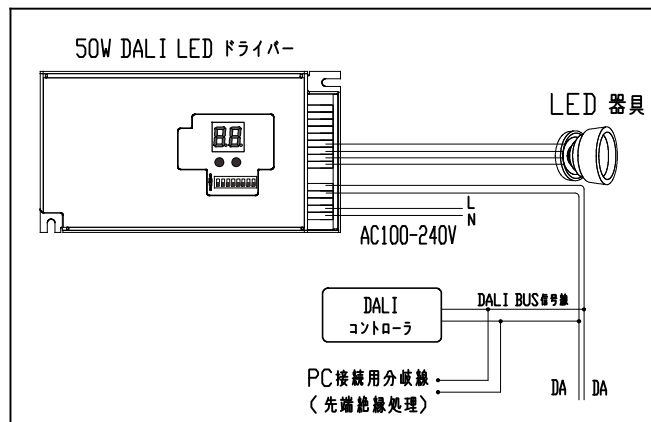 50W DALI LED ドライバー
LED 器具
88
L
N
AC100-240V
DALI
コントローラ
DALI BUS信号線
PC接続用分岐線
(先端絶縁処理)
DA DA